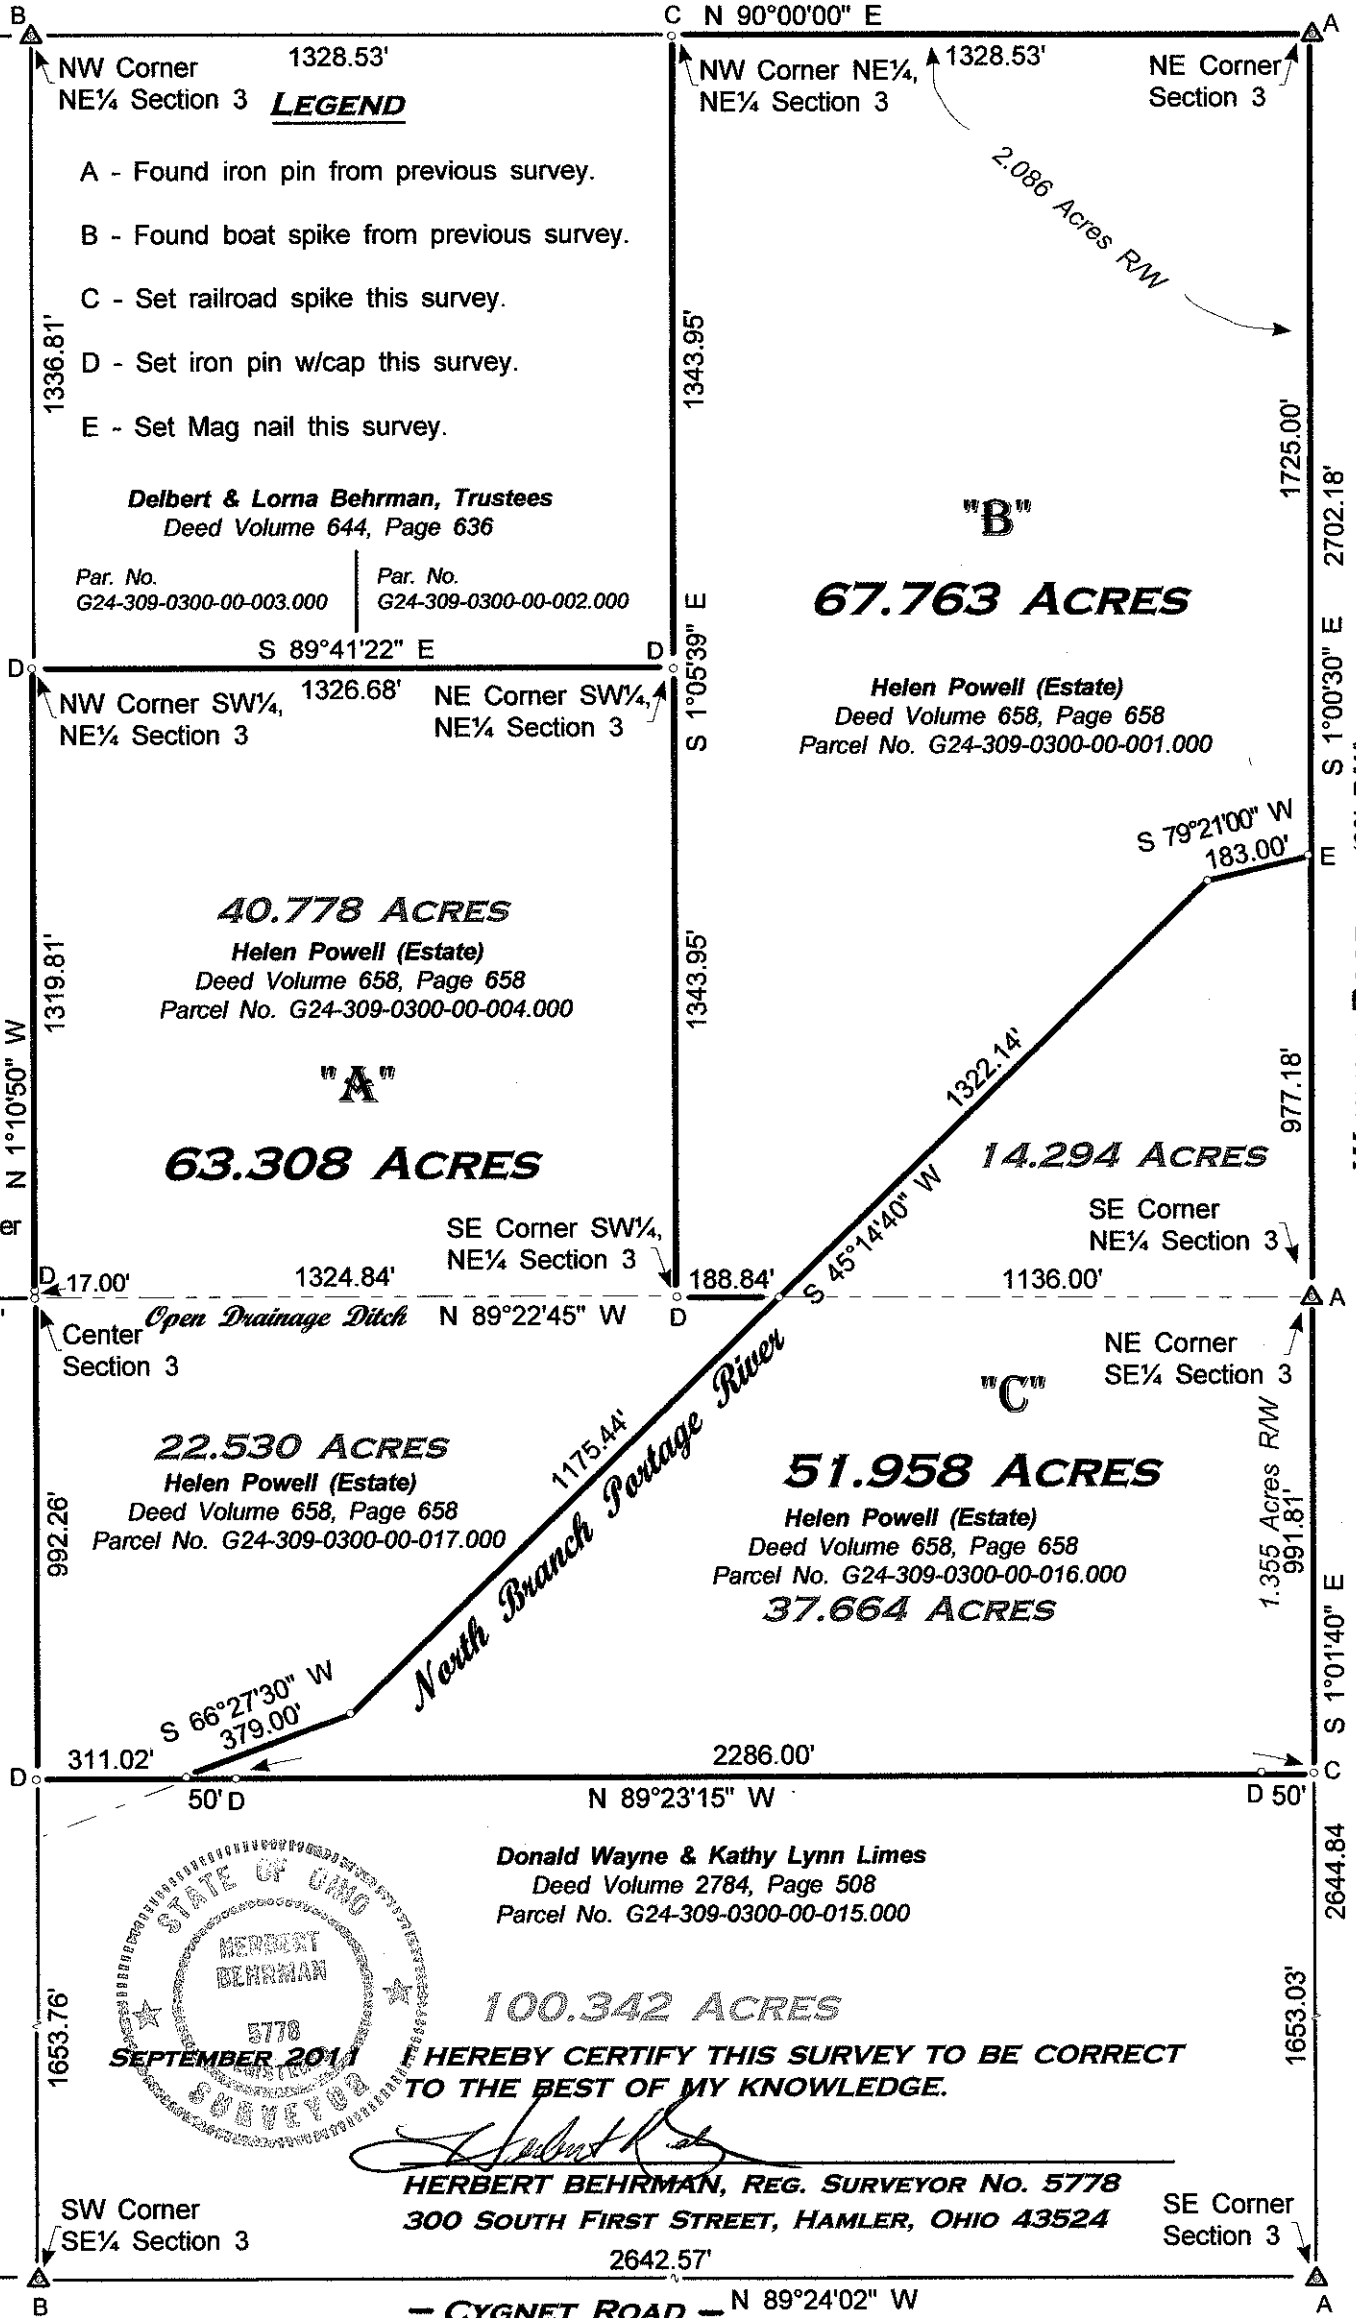 B
C N 90°00'00" E
A
1328.53'
1328.53'
NW Corner
NE¼ Section 3
NW Corner NE¼,
NE¼ Section 3
NE Corner
Section 3
LEGEND
A - Found iron pin from previous survey.
B - Found boat spike from previous survey.
C - Set railroad spike this survey.
D - Set iron pin w/cap this survey.
E - Set Mag nail this survey.
2.086 Acres R/W
1336.81'
1343.95'
1725.00'
2702.18'
Delbert & Lorna Behrman, Trustees
Deed Volume 644, Page 636
Par. No.
G24-309-0300-00-003.000
Par. No.
G24-309-0300-00-002.000
"B"
67.763 ACRES
Helen Powell (Estate)
Deed Volume 658, Page 658
Parcel No. G24-309-0300-00-001.000
S 89°41'22" E
D
D
1326.68'
NW Corner SW¼,
NE¼ Section 3
NE Corner SW¼,
NE¼ Section 3
S 1°05'39" E
S 1°00'30" E
S 79°21'00" W
183.00'
E
40.778 ACRES
Helen Powell (Estate)
Deed Volume 658, Page 658
Parcel No. G24-309-0300-00-004.000
1319.81'
1343.95'
N 1°10'50" W
"A"
63.308 ACRES
1322.14'
S 45°14'40" W
977.18'
14.294 ACRES
er
SE Corner SW¼,
NE¼ Section 3
SE Corner
NE¼ Section 3
D
17.00'
1324.84'
188.84'
1136.00'
A
Open Drainage Ditch N 89°22'45" W
D
Center
Section 3
NE Corner
SE¼ Section 3
"C"
51.958 ACRES
Helen Powell (Estate)
Deed Volume 658, Page 658
Parcel No. G24-309-0300-00-016.000
37.664 ACRES
22.530 ACRES
Helen Powell (Estate)
Deed Volume 658, Page 658
Parcel No. G24-309-0300-00-017.000
992.26'
1175.44'
North Branch Portage River
1.355 Acres R/W
991.81'
S 1°01'40" E
S 66°27'30" W
379.00'
D
311.02'
2286.00'
C
50' D
N 89°23'15" W
D 50'
Donald Wayne & Kathy Lynn Limes
Deed Volume 2784, Page 508
Parcel No. G24-309-0300-00-015.000
2644.84
STATE OF OHIO
HERBERT
BEHRMAN
5778
SURVEYOR
100.342 ACRES
1653.76'
1653.03'
SEPTEMBER 2011 I HEREBY CERTIFY THIS SURVEY TO BE CORRECT
TO THE BEST OF MY KNOWLEDGE.
HERBERT BEHRMAN, REG. SURVEYOR NO. 5778
300 SOUTH FIRST STREET, HAMLER, OHIO 43524
SW Corner
SE¼ Section 3
SE Corner
Section 3
2642.57'
B
– CYGNET ROAD –
N 89°24'02" W
A